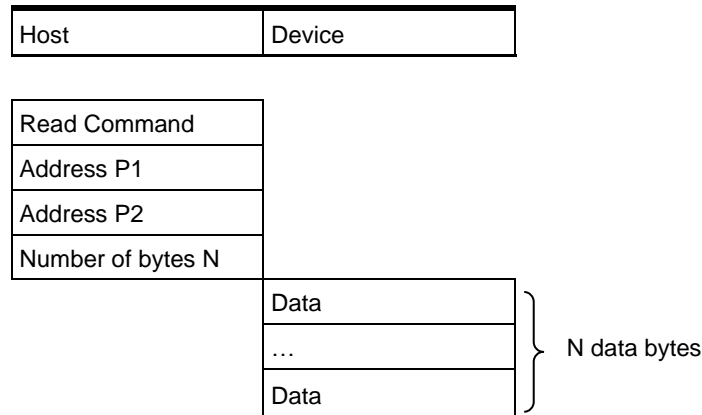 Host Device
Read Command
Address P1
Address P2
Number of bytes N
Data
… N data bytes
Data